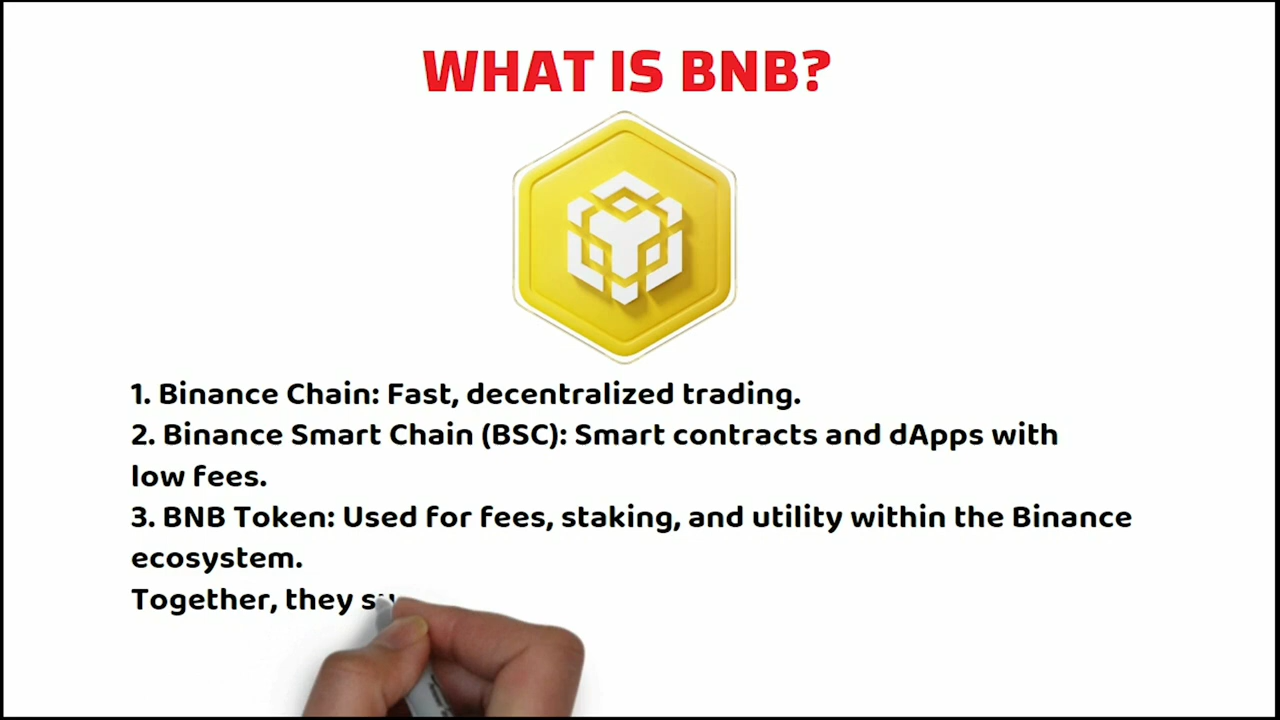 WHAT IS BNB?
1. Binance Chain: Fast, decentralized trading.
2. Binance Smart Chain (BSC): Smart contracts and dApps with
low fees.
3. BNB Token: Used for fees, staking, and utility within the Binance
ecosystem.
Together, they